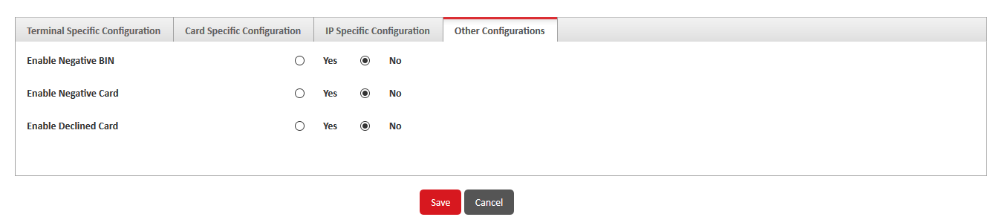 Terminal Specific Configuration Card Specific Configuration IP Specific Configuration Other Configurations
Enable Negative BIN Yes No
Enable Negative Card Yes No
Enable Declined Card Yes No
Save Cancel